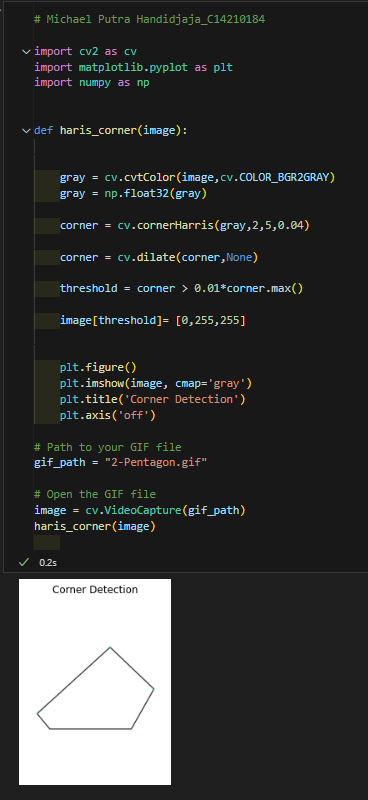 # Michael Putra Handidjaja_C14210184
import cv2 as cv
import matplotlib.pyplot as plt
import numpy as np
def haris_corner(image):
gray = cv.cvtColor(image,cv.COLOR_BGR2GRAY)
gray = np.float32(gray)
corner = cv.cornerHarris(gray,2,5,0.04)
corner = cv.dilate(corner,None)
threshold = corner > 0.01*corner.max()
image[threshold]= [0,255,255]
plt.figure()
plt.imshow(image, cmap='gray')
plt.title('Corner Detection')
plt.axis('off')
# Path to your GIF file
gif_path = "2-Pentagon.gif"
# Open the GIF file
image = cv.VideoCapture(gif_path)
haris_corner(image)
0.2s
Corner Detection